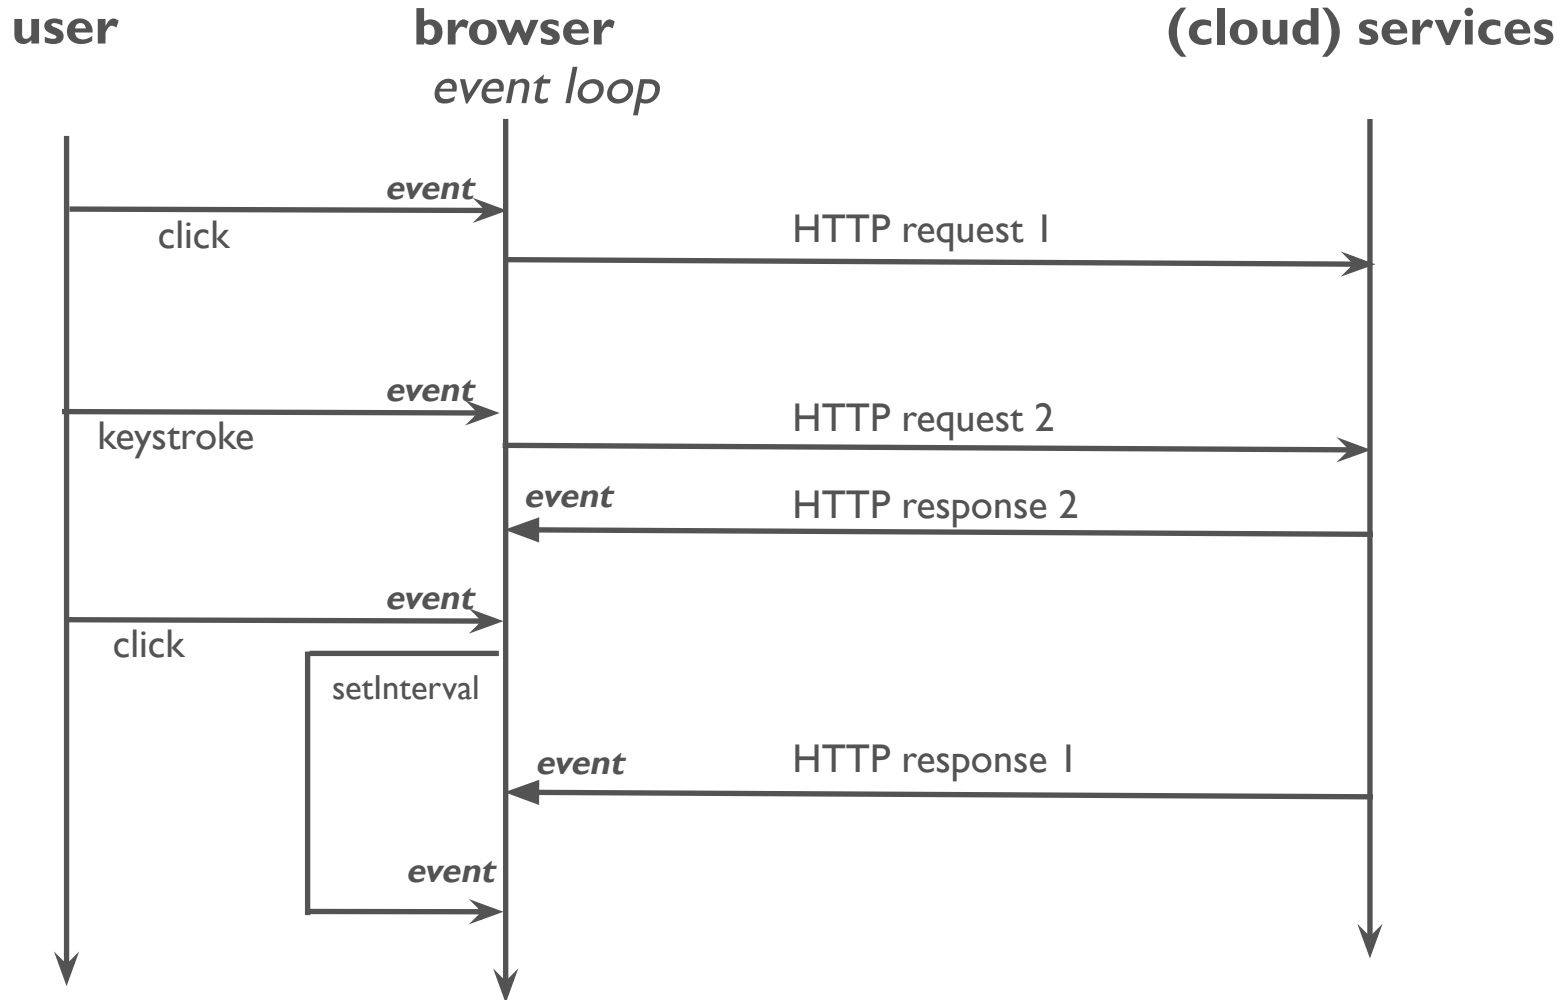 user
browser
(cloud) services
event loop
event
click
HTTP request 1
event
keystroke
HTTP request 2
event
HTTP response 2
event
click
setInterval
event
HTTP response 1
event